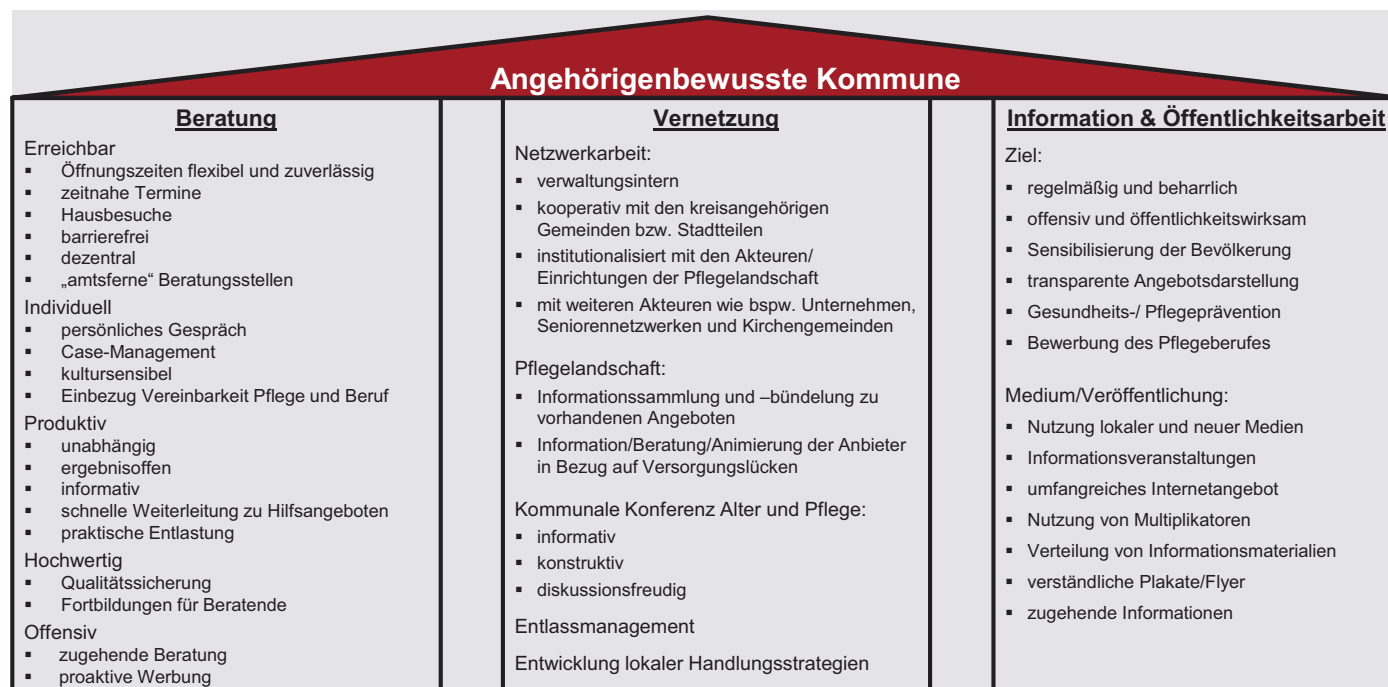 Angehörigenbewusste Kommune
Beratung
Erreichbar
▪ Öffnungszeiten flexibel und zuverlässig
▪ zeitnahe Termine
▪ Hausbesuche
▪ barrierefrei
▪ dezentral
▪ „amtsferne“ Beratungsstellen
Individuell
▪ persönliches Gespräch
▪ Case-Management
▪ kultursensibel
▪ Einbezug Vereinbarkeit Pflege und Beruf
Produktiv
▪ unabhängig
▪ ergebnisoffen
▪ informativ
▪ schnelle Weiterleitung zu Hilfsangeboten
▪ praktische Entlastung
Hochwertig
▪ Qualitätssicherung
▪ Fortbildungen für Beratende
Offensiv
▪ zugehende Beratung
▪ proaktive Werbung
Vernetzung
Netzwerkarbeit:
▪ verwaltungsintern
▪ kooperativ mit den kreisangehörigen
Gemeinden bzw. Stadtteilen
▪ institutionalisiert mit den Akteuren/
Einrichtungen der Pflegelandschaft
▪ mit weiteren Akteuren wie bspw. Unternehmen,
Seniorennetzwerken und Kirchengemeinden
Pflegelandschaft:
▪ Informationssammlung und –bündelung zu
vorhandenen Angeboten
▪ Information/Beratung/Animierung der Anbieter
in Bezug auf Versorgungslücken
Kommunale Konferenz Alter und Pflege:
▪ informativ
▪ konstruktiv
▪ diskussionsfreudig
Entlassmanagement
Entwicklung lokaler Handlungsstrategien
Information & Öffentlichkeitsarbeit
Ziel:
▪ regelmäßig und beharrlich
▪ offensiv und öffentlichkeitswirksam
▪ Sensibilisierung der Bevölkerung
▪ transparente Angebotsdarstellung
▪ Gesundheits-/ Pflegeprävention
▪ Bewerbung des Pflegeberufes
Medium/Veröffentlichung:
▪ Nutzung lokaler und neuer Medien
▪ Informationsveranstaltungen
▪ umfangreiches Internetangebot
▪ Nutzung von Multiplikatoren
▪ Verteilung von Informationsmaterialien
▪ verständliche Plakate/Flyer
▪ zugehende Informationen